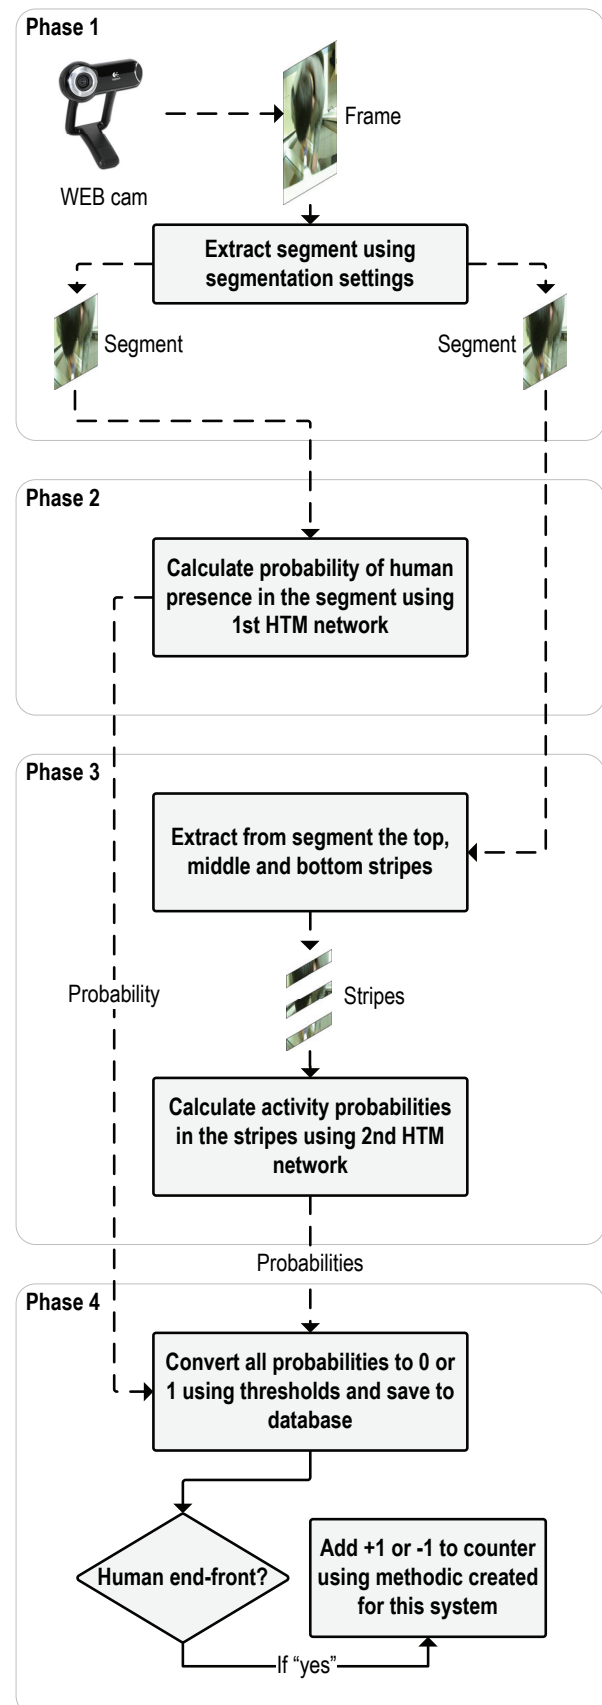 Phase 1
Frame
WEB cam
Extract segment using
segmentation settings
Segment
Segment
Phase 2
Calculate probability of human
presence in the segment using
1st HTM network
Phase 3
Extract from segment the top,
middle and bottom stripes
Probability
Stripes
Calculate activity probabilities
in the stripes using 2nd HTM
network
Probabilities
Phase 4
Convert all probabilities to 0 or
1 using thresholds and save to
database
Human end-front?
Add +1 or -1 to counter
using methodic created
for this system
If “yes”